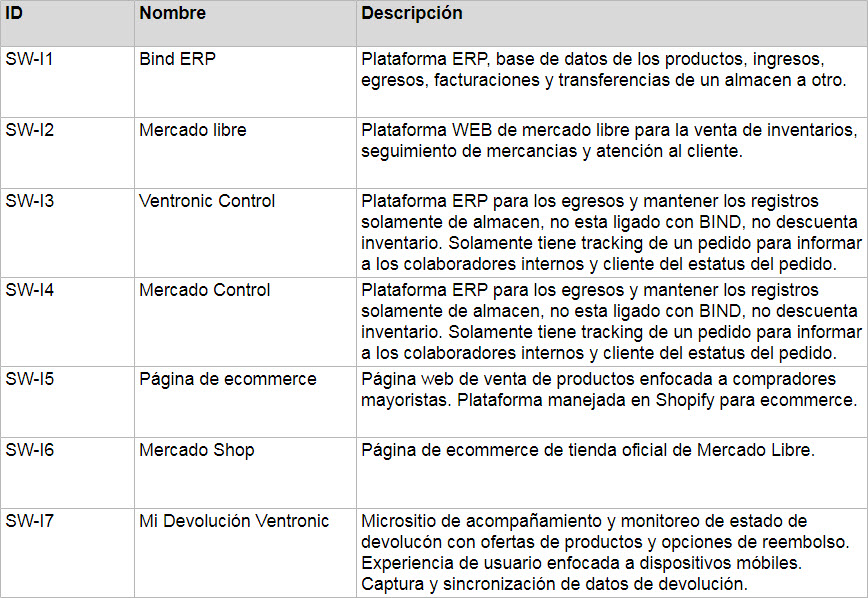 ID Nombre Descripción
SW-I1 Bind ERP Plataforma ERP, base de datos de los productos, ingresos,
egresos, facturaciones y transferencias de un almacen a otro.
SW-I2 Mercado libre Plataforma WEB de mercado libre para la venta de inventarios,
seguimiento de mercancias y atención al cliente.
SW-I3 Ventronic Control Plataforma ERP para los egresos y mantener los registros
solamente de almacen, no esta ligado con BIND, no descuenta
inventario. Solamente tiene tracking de un pedido para informar
a los colaboradores internos y cliente del estatus del pedido.
SW-I4 Mercado Control Plataforma ERP para los egresos y mantener los registros
solamente de almacen, no esta ligado con BIND, no descuenta
inventario. Solamente tiene tracking de un pedido para informar
a los colaboradores internos y cliente del estatus del pedido.
SW-I5 Página de ecommerce Página web de venta de productos enfocada a compradores
mayoristas. Plataforma manejada en Shopify para ecommerce.
SW-I6 Mercado Shop Página de ecommerce de tienda oficial de Mercado Libre.
SW-I7 Mi Devolución Ventronic Micrositio de acompañamiento y monitoreo de estado de
devolucón con ofertas de productos y opciones de reembolso.
Experiencia de usuario enfocada a dispositivos móbiles.
Captura y sincronización de datos de devolución.